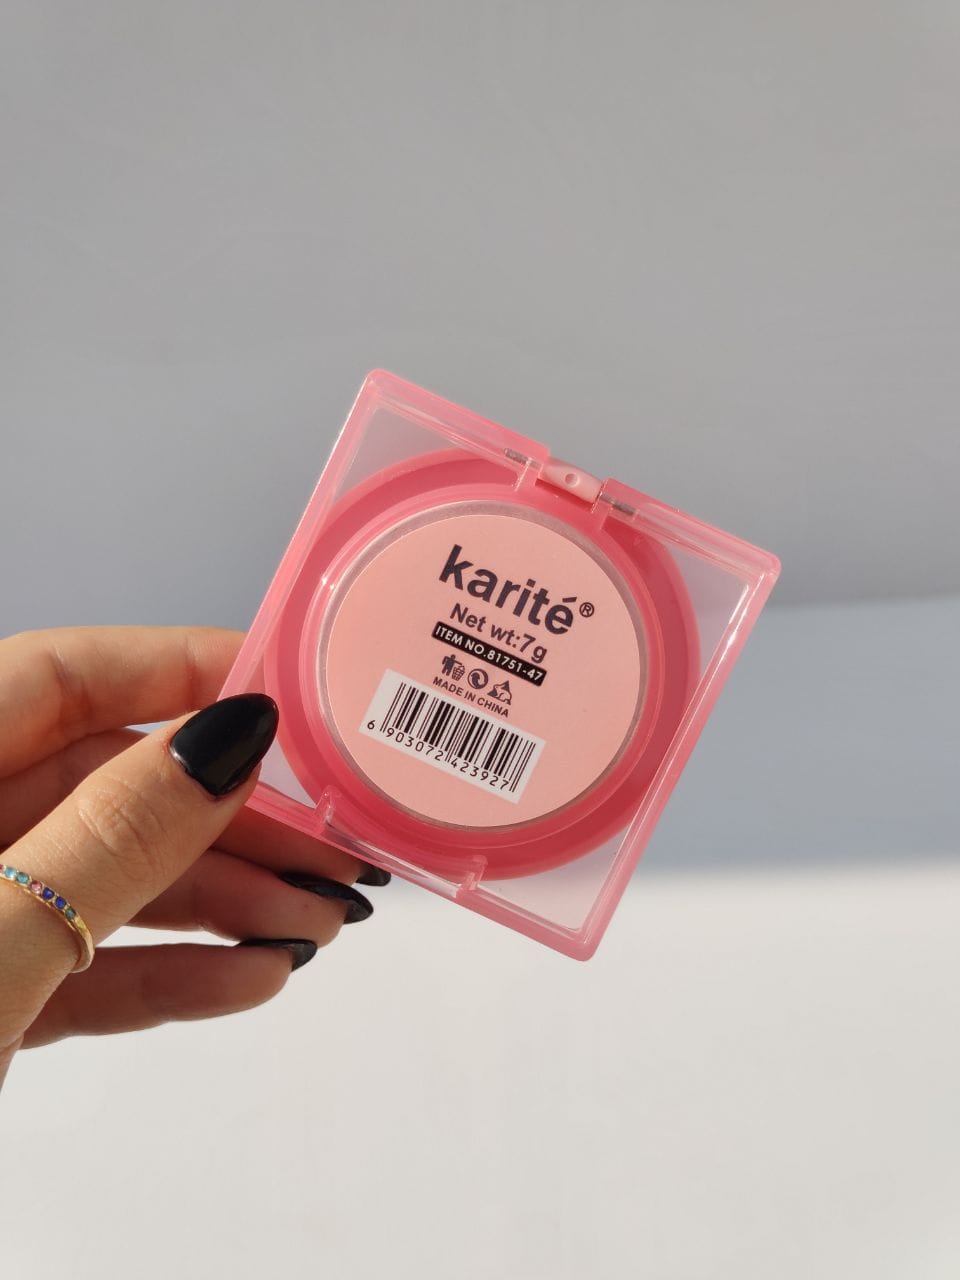 karité®
Net wt:7g
ITEM NO.81751-47
MADE IN CHINA
6 903072 423927